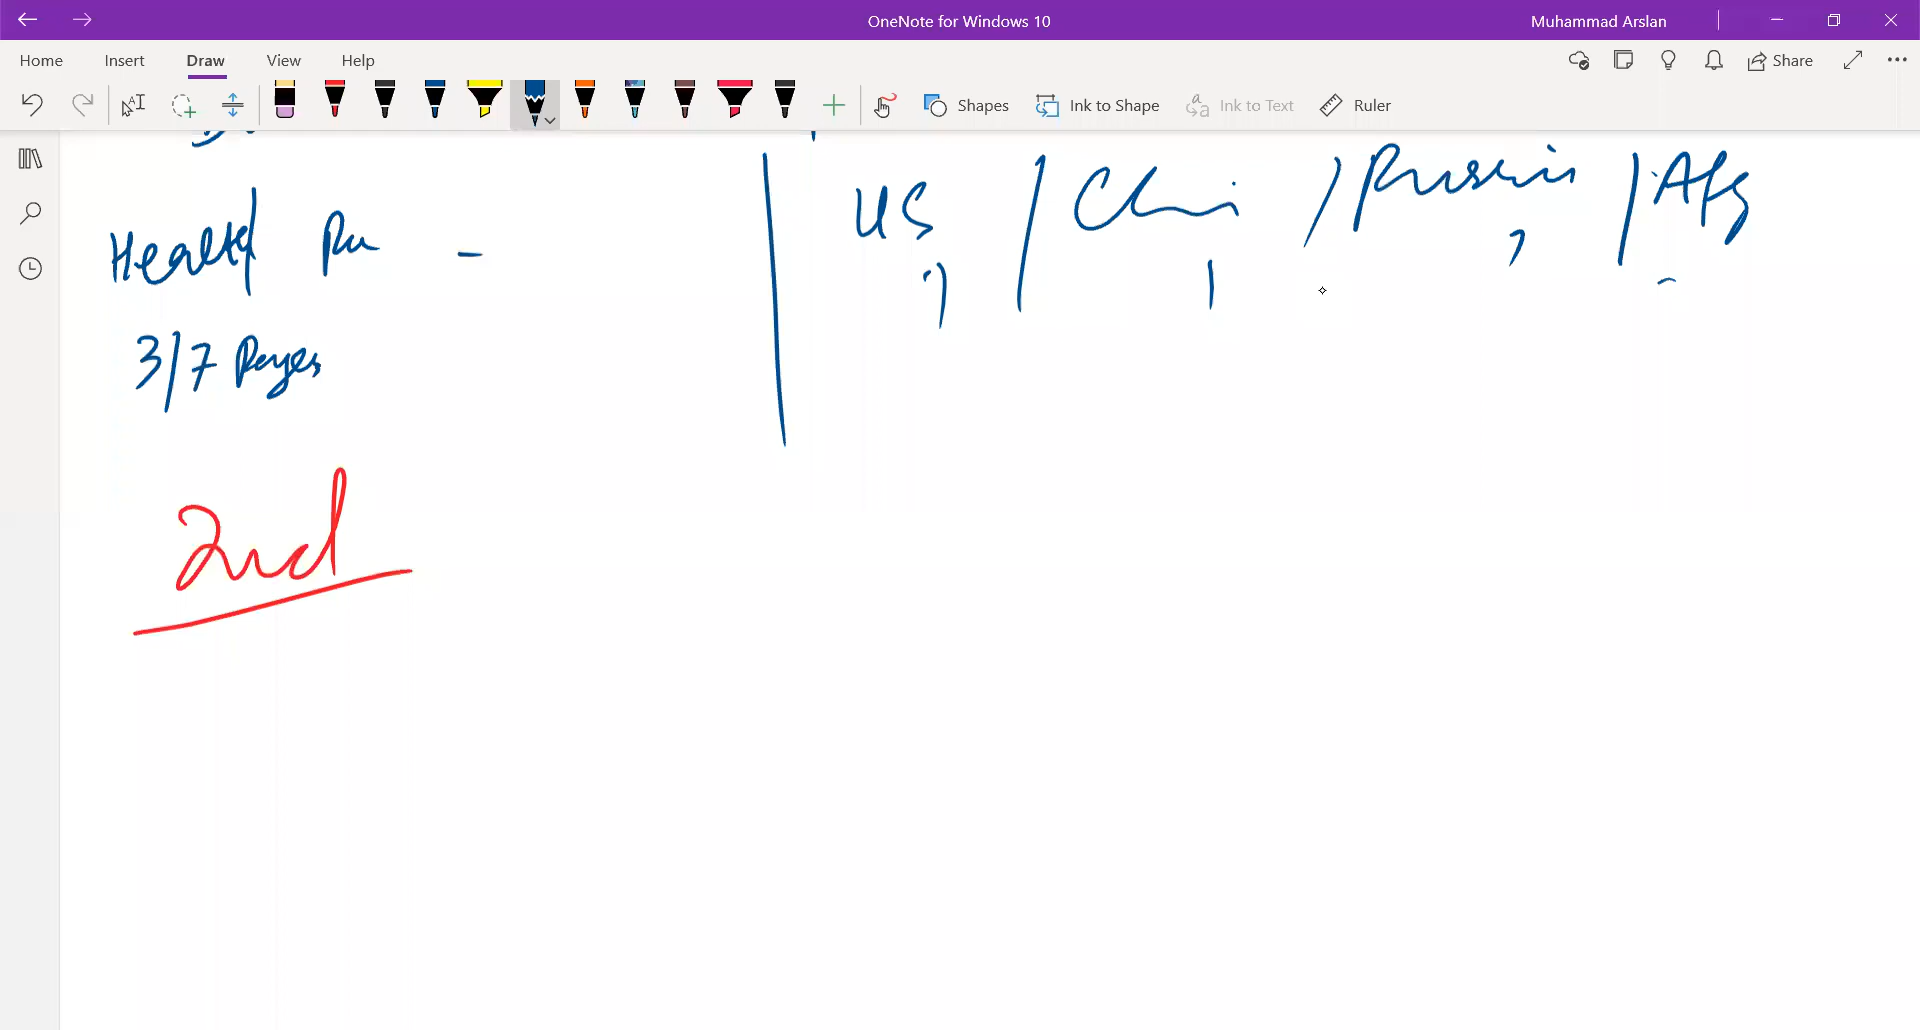 OneNote for Windows 10
Muhammad Arslan
Home Insert Draw View Help
Share
Shapes Ink to Shape Ink to Text Ruler
US / Chi / Russia / Afg
Health
3/7 Pages
2nd